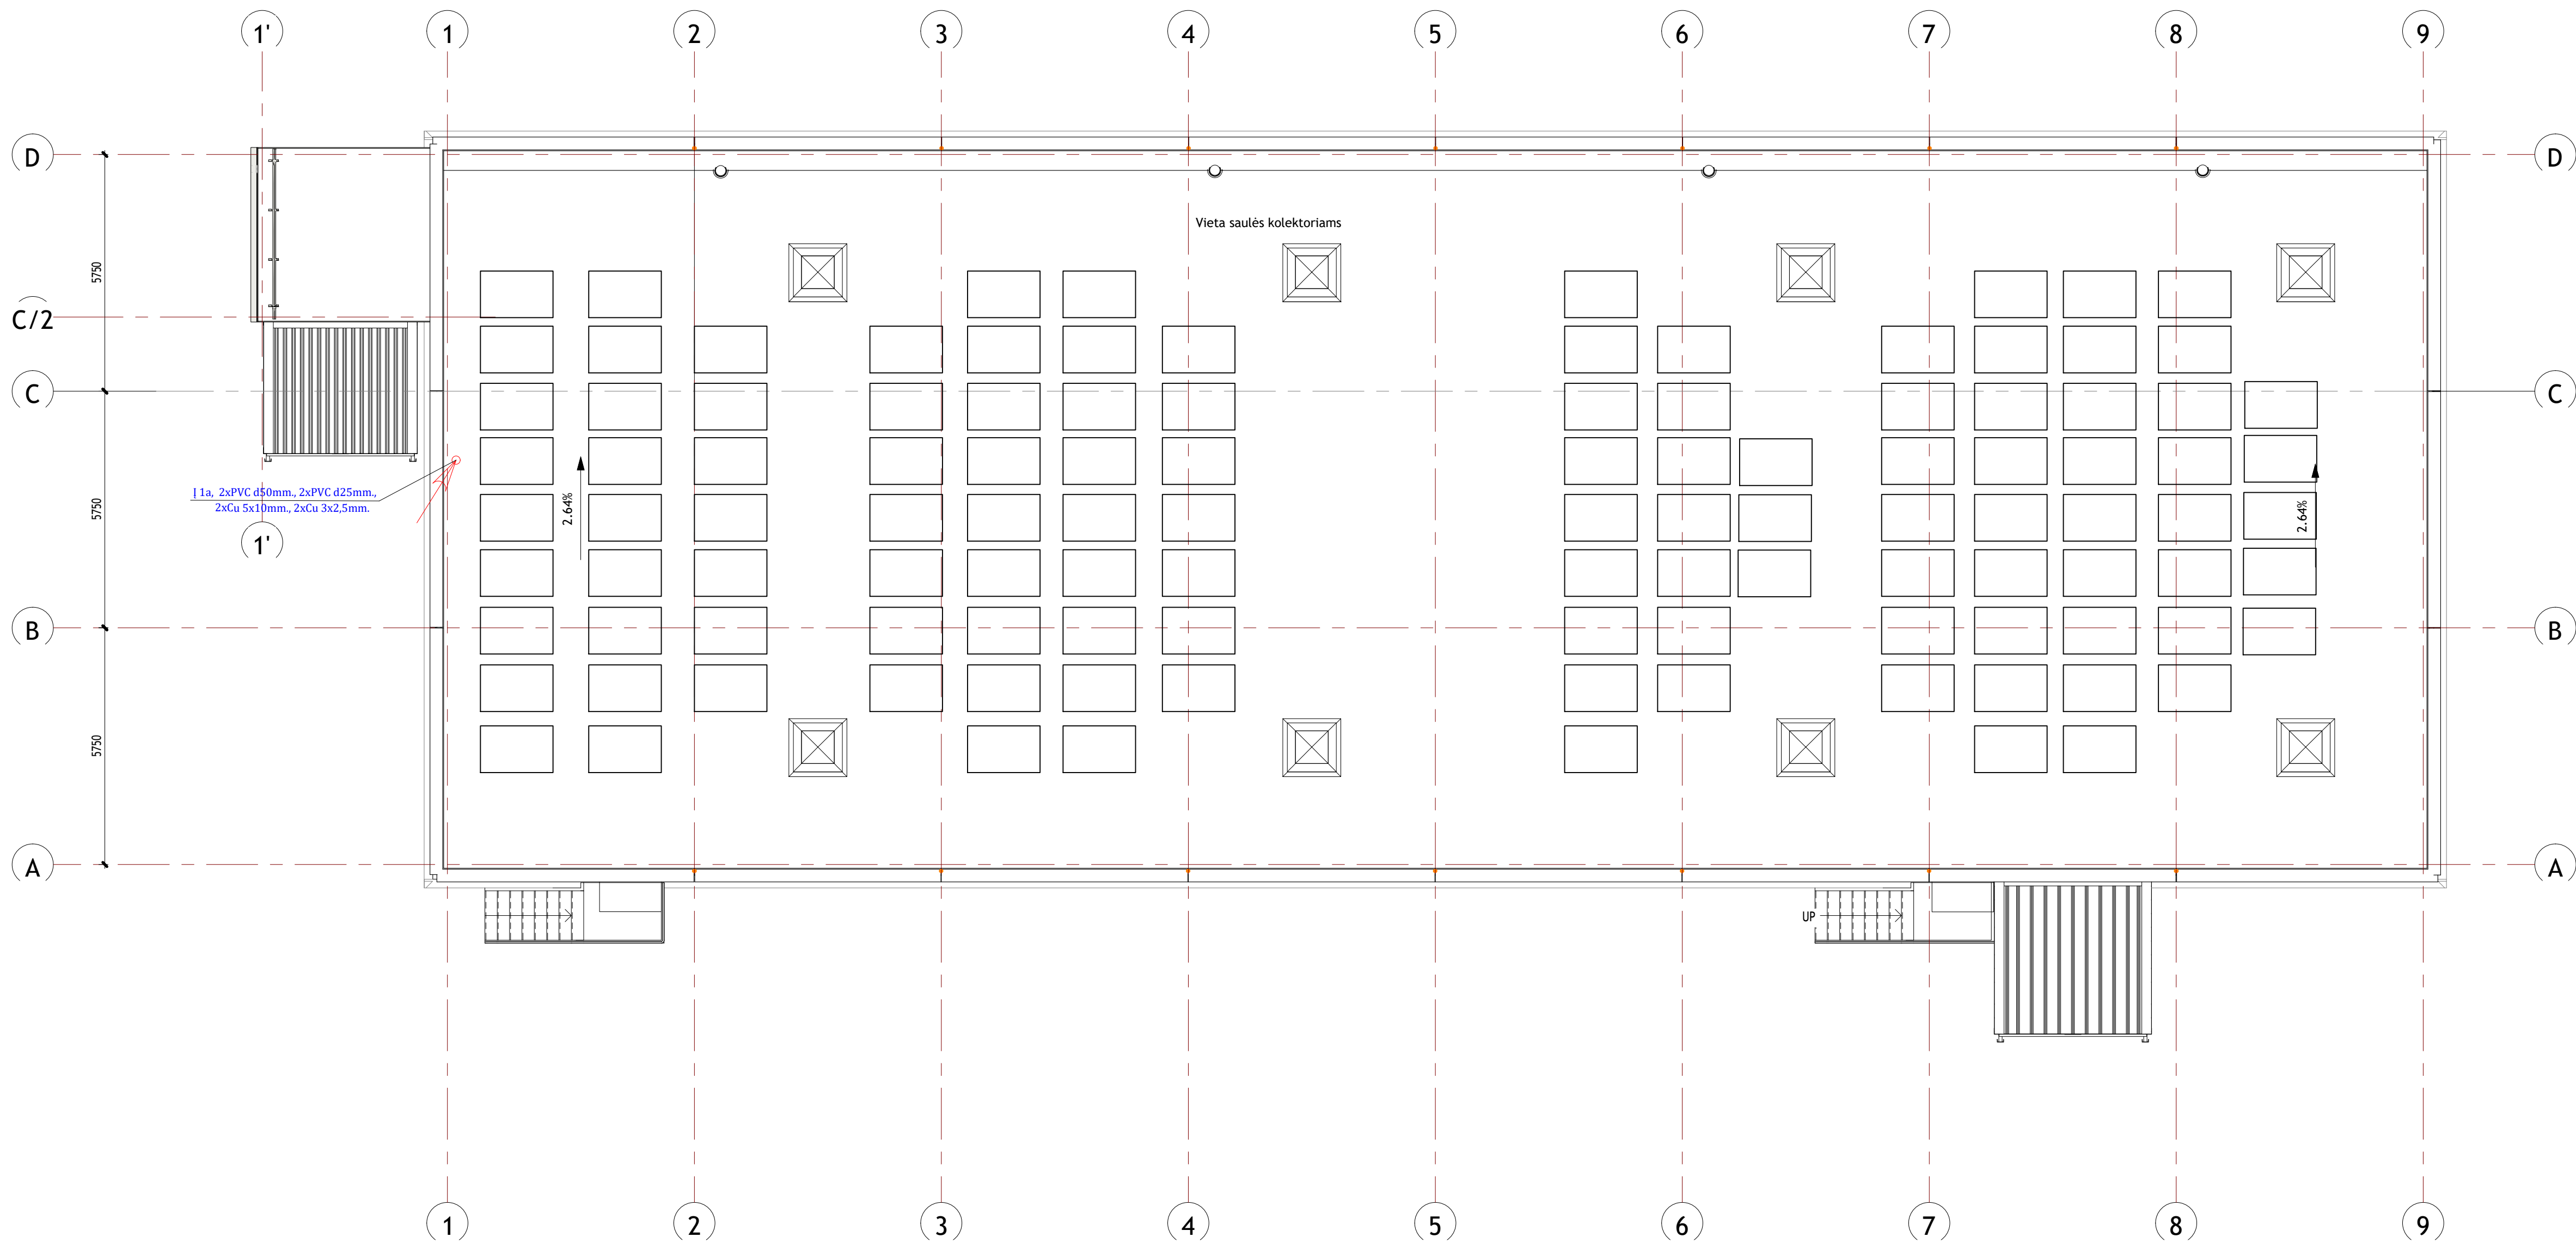 1' 1 2 3 4 5 6 7 8 9
D D
Vieta saulės kolektoriams
5750
C/2
C C
Į 1a, 2xPVC d50mm., 2xPVC d25mm.,
2xCu 5x10mm., 2xCu 3x2,5mm.
2.64%
2.64%
5750
1'
B B
5750
A A
UP
1 2 3 4 5 6 7 8 9